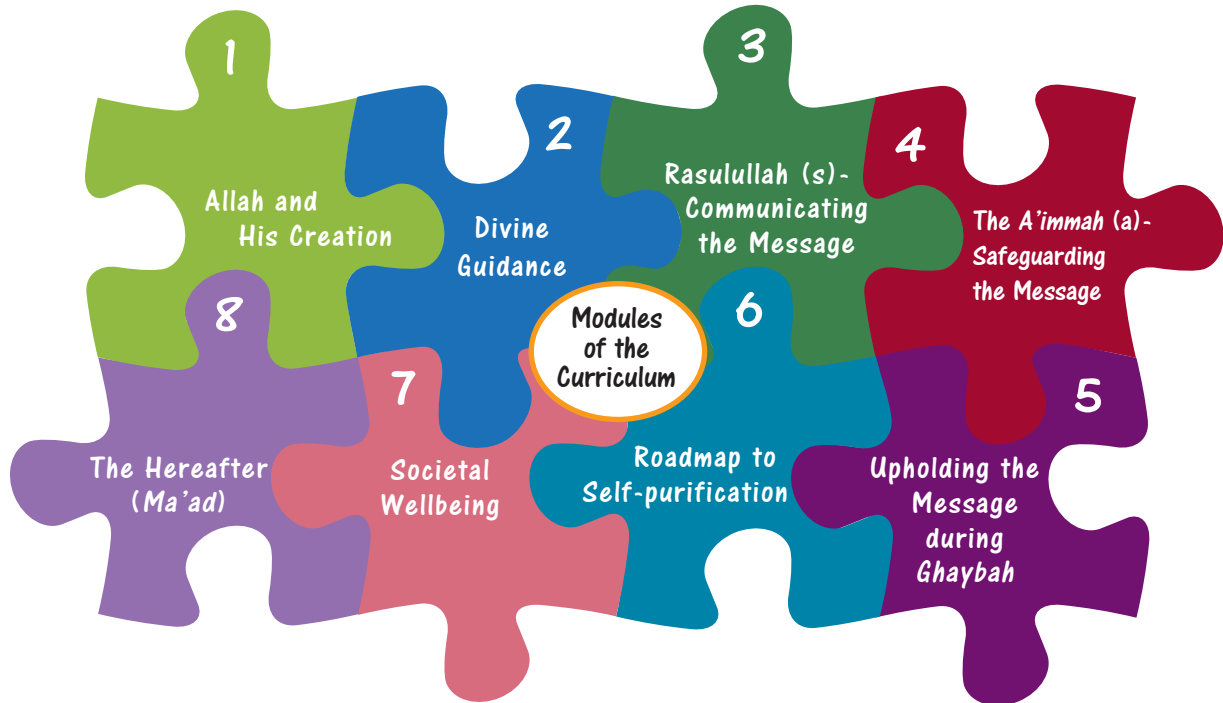 1
Allah and
His Creation
2
Divine
Guidance
3
Rasulullah (s)-
Communicating
the Message
4
The A'immah (a)-
Safeguarding
the Message
Modules
of the
Curriculum
5
Upholding the
Message
during
Ghaybah
6
Roadmap to
Self-purification
7
Societal
Wellbeing
8
The Hereafter
(Ma'ad)